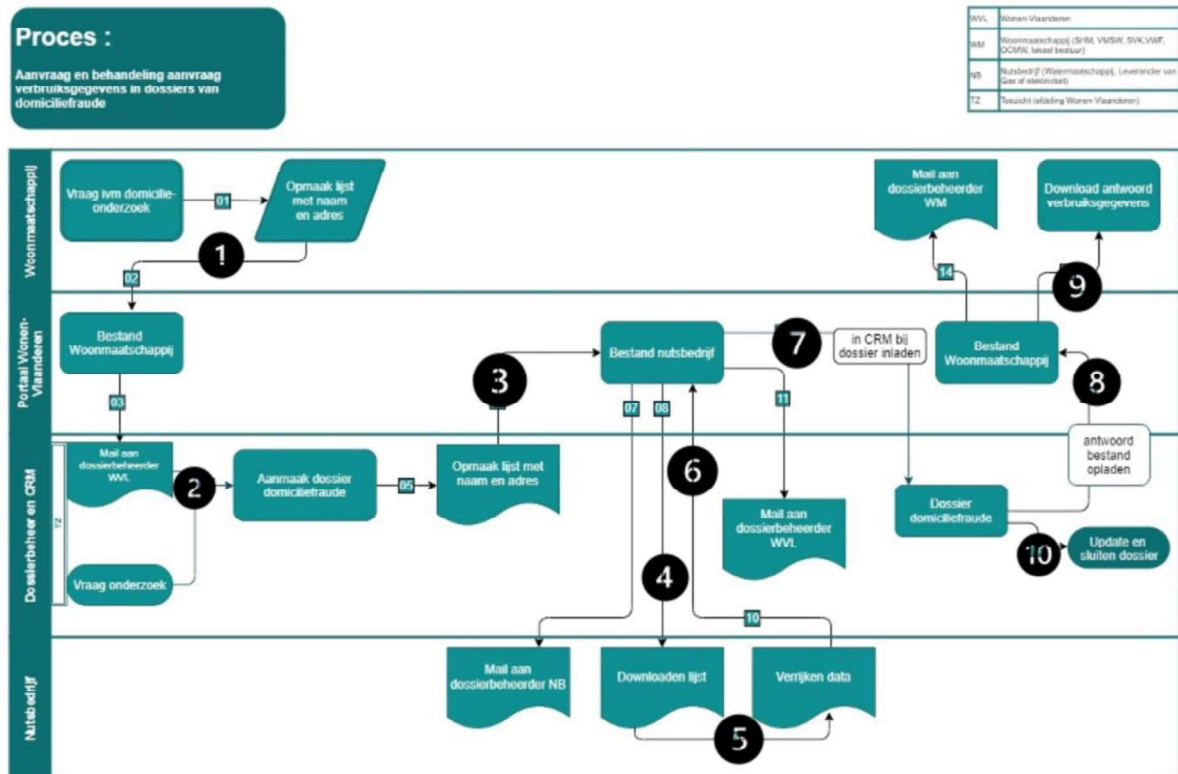 Proces :
Aanvraag en behandeling aanvraag
verbruiksgegevens in dossiers van
domiciliefraude
WVL Wonen-Vlaanderen
WM Woonmaatschappij (SHM, VMSW, SVK,VWF,
OCMW, lokaal bestuur)
NB Nutsbedrijf (Watermaatschappij, Leverancier van
Gas of elektriciteit)
TZ Toezicht (afdeling Wonen-Vlaanderen)
Woonmaatschappij
Vraag ivm domicilie-
onderzoek
01
Opmaak lijst
met naam
en adres
1
02
Mail aan
dossierbeheerder
WM
Download antwoord
verbruiksgegevens
14
9
Portaal Wonen-
Vlaanderen
Bestand
Woonmaatschappij
03
3
Bestand nutsbedrijf
07
08
6
7
11
in CRM bij
dossier inladen
Bestand
Woonmaatschappij
8
Dossierbeheer en CRM
TZ
Mail aan
dossierbeheerder
WVL
2
Vraag onderzoek
Aanmaak dossier
domiciliefraude
05
Opmaak lijst met
naam en adres
4
10
Mail aan
dossierbeheerder
WVL
antwoord
bestand
opladen
Dossier
domiciliefraude
10
Update en
sluiten dossier
Nutsbedrijf
Mail aan
dossierbeheerder NB
Downloaden lijst
5
Verrijken data